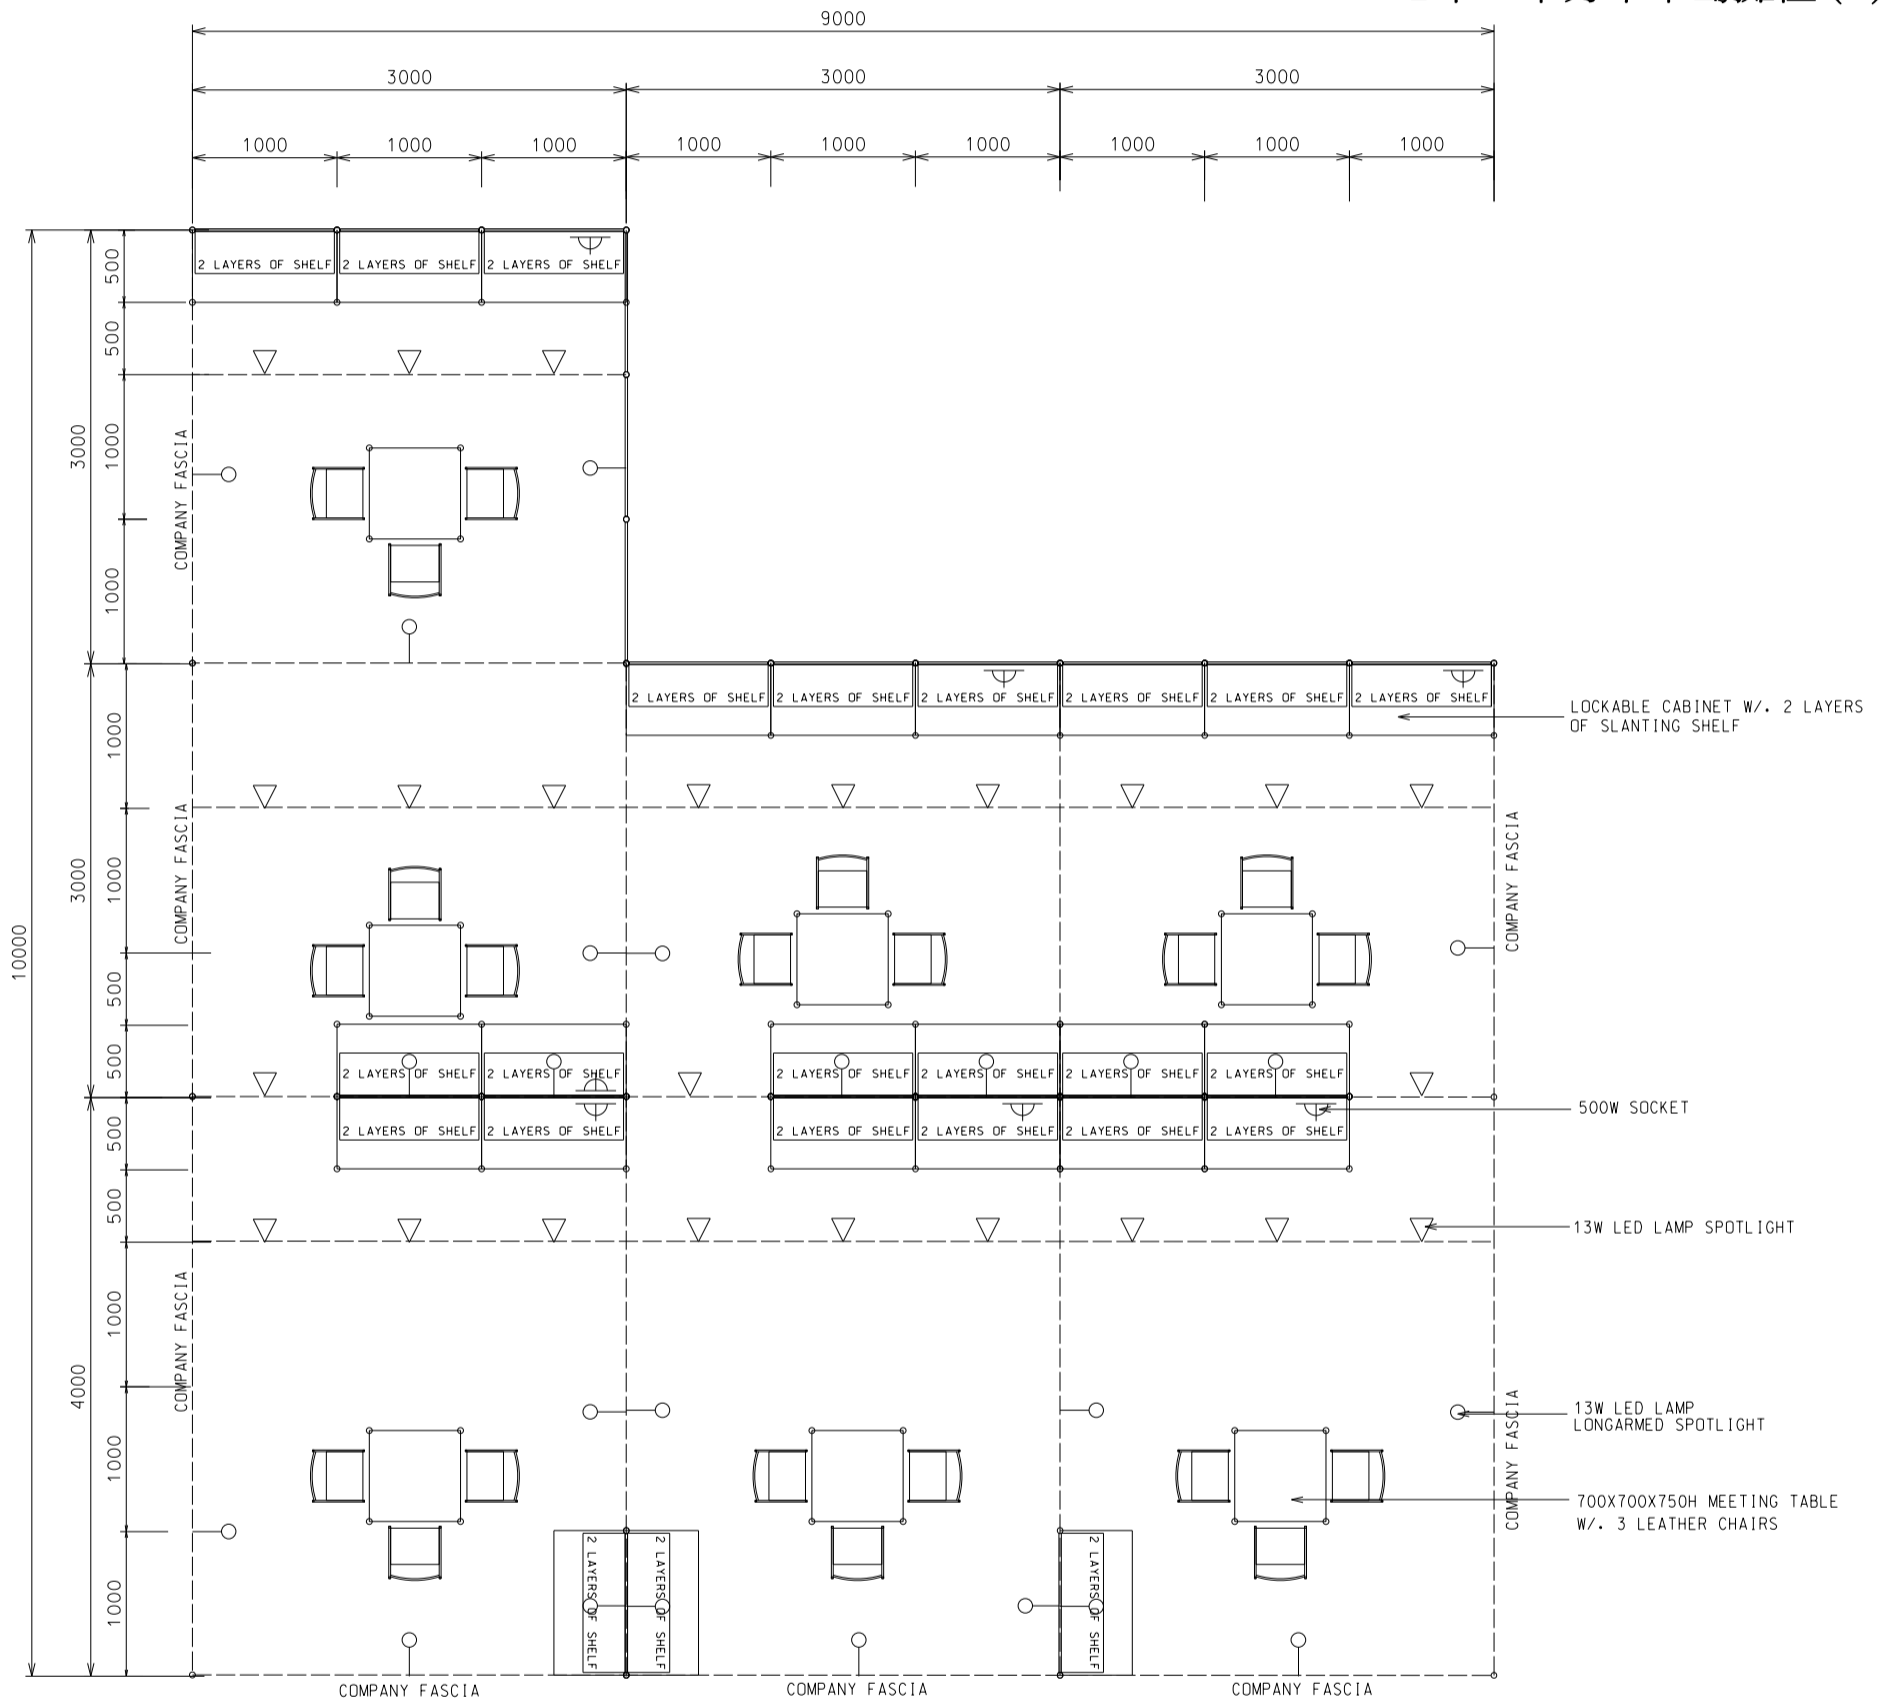 9000
3000 3000 3000
1000 1000 1000 1000 1000 1000 1000 1000 1000
10000
3000
3000
4000
500
500
1000
1000
1000
1000
500
500
500
500
1000
1000
1000
2 LAYERS OF SHELF 2 LAYERS OF SHELF 2 LAYERS OF SHELF
COMPANY FASCIA
2 LAYERS OF SHELF 2 LAYERS OF SHELF 2 LAYERS OF SHELF 2 LAYERS OF SHELF 2 LAYERS OF SHELF 2 LAYERS OF SHELF
LOCKABLE CABINET W/. 2 LAYERS
OF SLANTING SHELF
COMPANY FASCIA
COMPANY FASCIA
2 LAYERS OF SHELF 2 LAYERS OF SHELF 2 LAYERS OF SHELF 2 LAYERS OF SHELF 2 LAYERS OF SHELF 2 LAYERS OF SHELF
2 LAYERS OF SHELF 2 LAYERS OF SHELF 2 LAYERS OF SHELF 2 LAYERS OF SHELF 2 LAYERS OF SHELF 2 LAYERS OF SHELF
500W SOCKET
13W LED LAMP SPOTLIGHT
COMPANY FASCIA
13W LED LAMP
LONGARMED SPOTLIGHT
COMPANY FASCIA
700X700X750H MEETING TABLE
W/. 3 LEATHER CHAIRS
2 LAYERS OF SHELF
2 LAYERS OF SHELF
2 LAYERS OF SHELF
COMPANY FASCIA COMPANY FASCIA COMPANY FASCIA